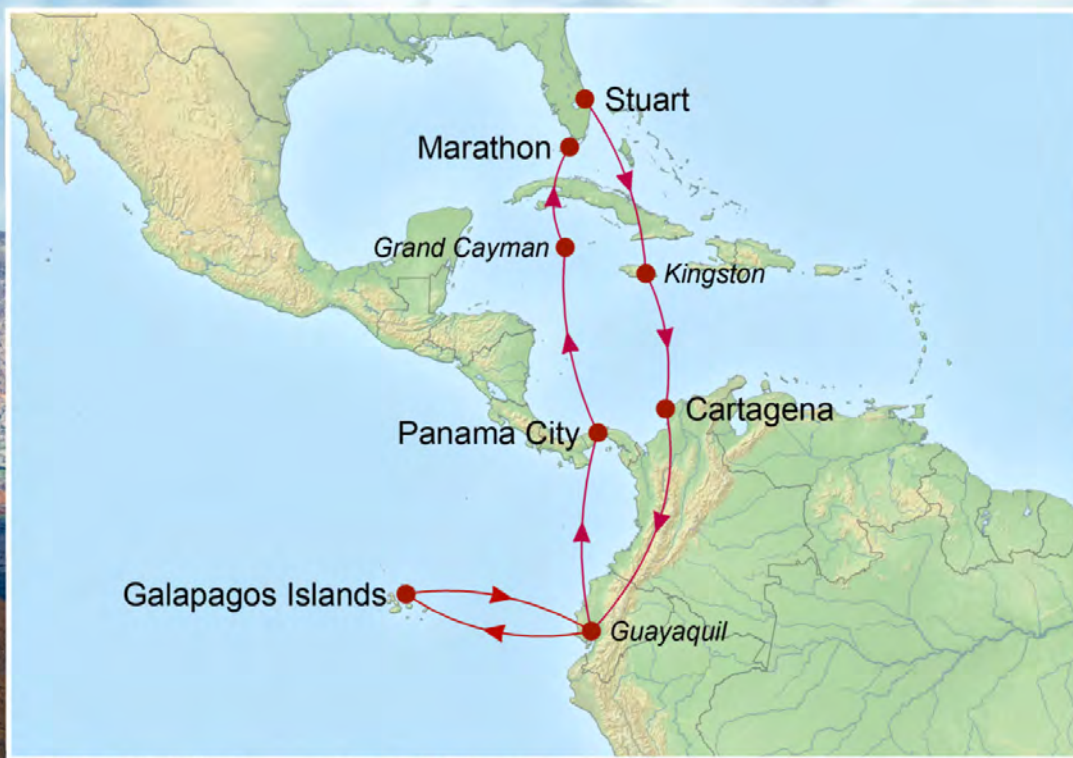 Stuart
Marathon
Grand Cayman
Kingston
Cartagena
Panama City
Galapagos Islands
Guayaquil